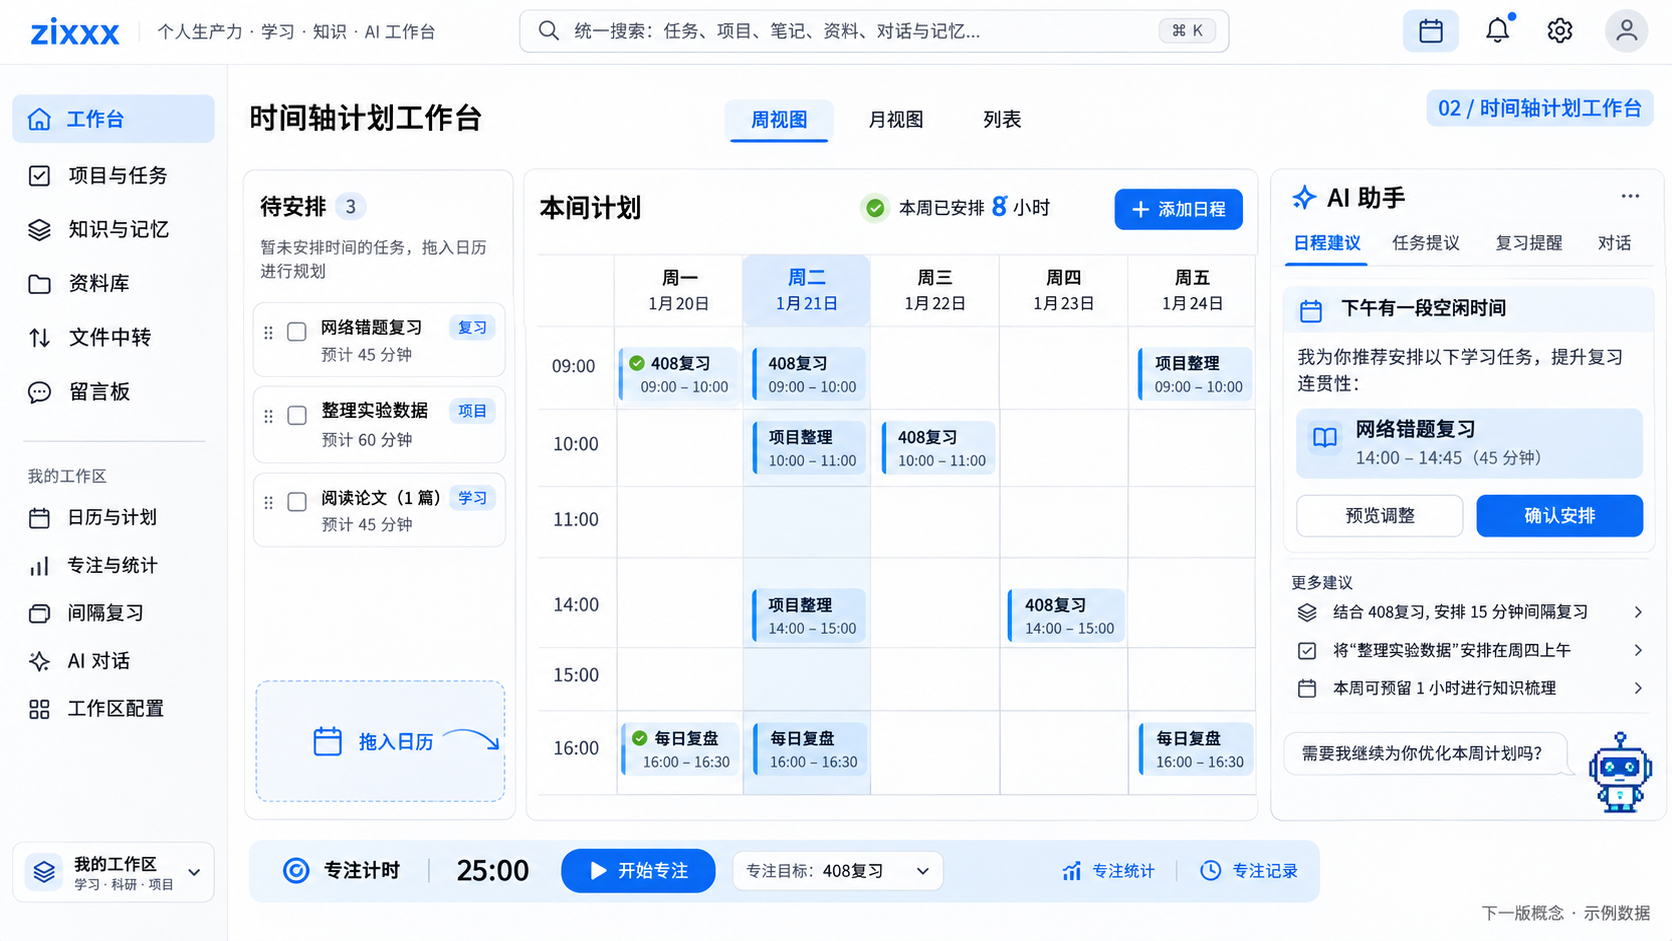 zixxx
个人生产力 · 学习 · 知识 · AI 工作台
统一搜索：任务、项目、笔记、资料、对话与记忆...
⌘ K
工作台
项目与任务
知识与记忆
资料库
文件中转
留言板
我的工作区
日历与计划
专注与统计
间隔复习
AI 对话
工作区配置
我的工作区
学习 · 科研 · 项目
时间轴计划工作台
周视图
月视图
列表
02 / 时间轴计划工作台
待安排 3
暂未安排时间的任务，拖入日历
进行规划
网络错题复习 复习
预计 45 分钟
整理实验数据 项目
预计 60 分钟
阅读论文（1 篇） 学习
预计 45 分钟
拖入日历
本间计划
本周已安排 8 小时
+ 添加日程
周一 周二 周三 周四 周五
1月20日 1月21日 1月22日 1月23日 1月24日
09:00
408复习
09:00 – 10:00
408复习
09:00 – 10:00
项目整理
09:00 – 10:00
10:00
项目整理
10:00 – 11:00
408复习
10:00 – 11:00
11:00
14:00
项目整理
14:00 – 15:00
408复习
14:00 – 15:00
15:00
16:00
每日复盘
16:00 – 16:30
每日复盘
16:00 – 16:30
每日复盘
16:00 – 16:30
AI 助手
日程建议
任务提议
复习提醒
对话
下午有一段空闲时间
我为你推荐安排以下学习任务，提升复习
连贯性：
网络错题复习
14:00 – 14:45（45 分钟）
预览调整
确认安排
更多建议
结合 408复习, 安排 15 分钟间隔复习
将“整理实验数据”安排在周四上午
本周可预留 1 小时进行知识梳理
需要我继续为你优化本周计划吗？
专注计时
25:00
开始专注
专注目标：408复习
专注统计
专注记录
下一版概念 · 示例数据